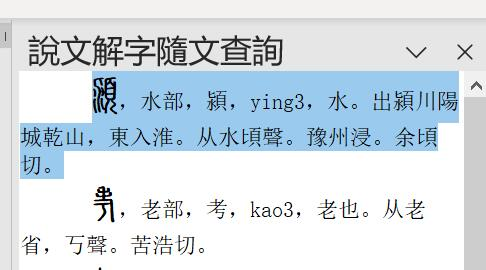 說文解字隨文查詢
潁，水部，潁，ying3，水。出潁川陽
城乾山，東入淮。从水頃聲。豫州浸。余頃
切。
考，老部，考，kao3，老也。从老
省，丂聲。苦浩切。